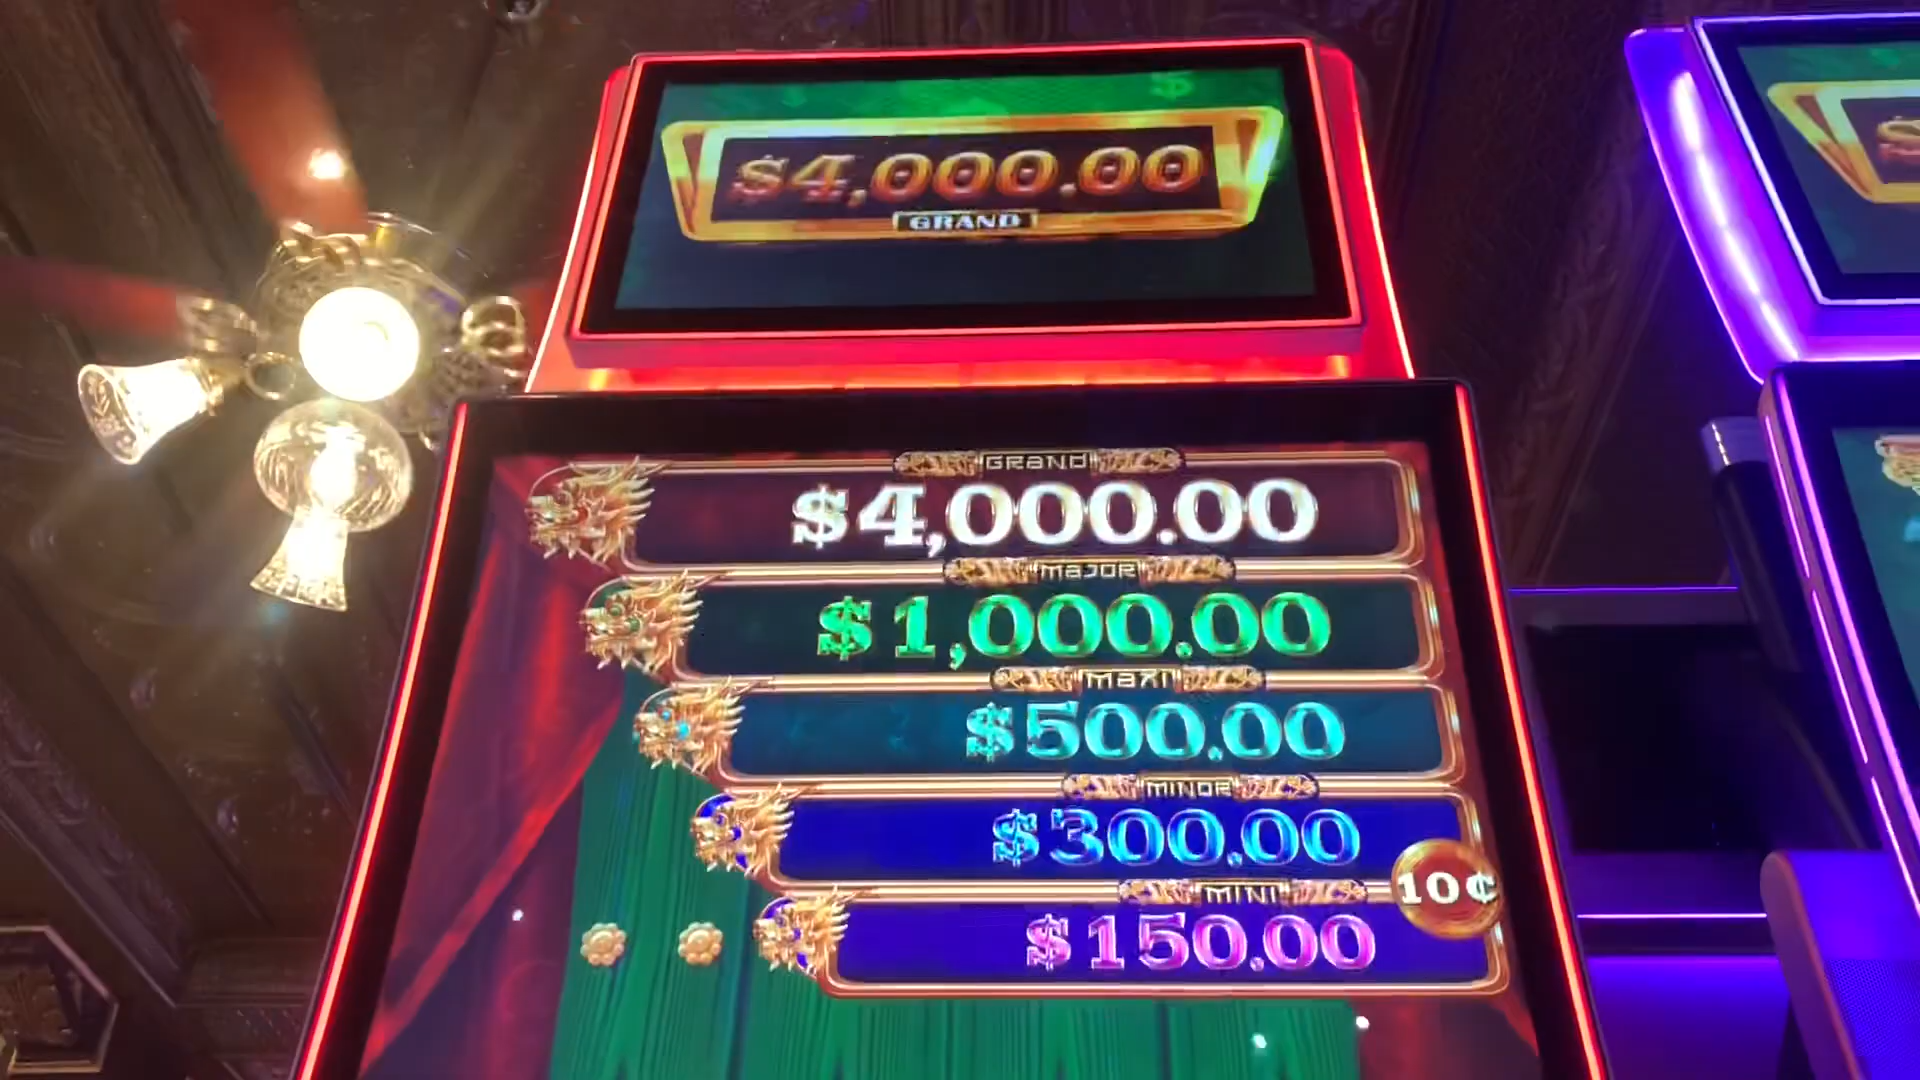 $4,000.00
GRAND
GRAND
$4,000.00
MAJOR
$1,000.00
MAXI
$500.00
MINOR
$300.00
MINI
10¢
$150.00